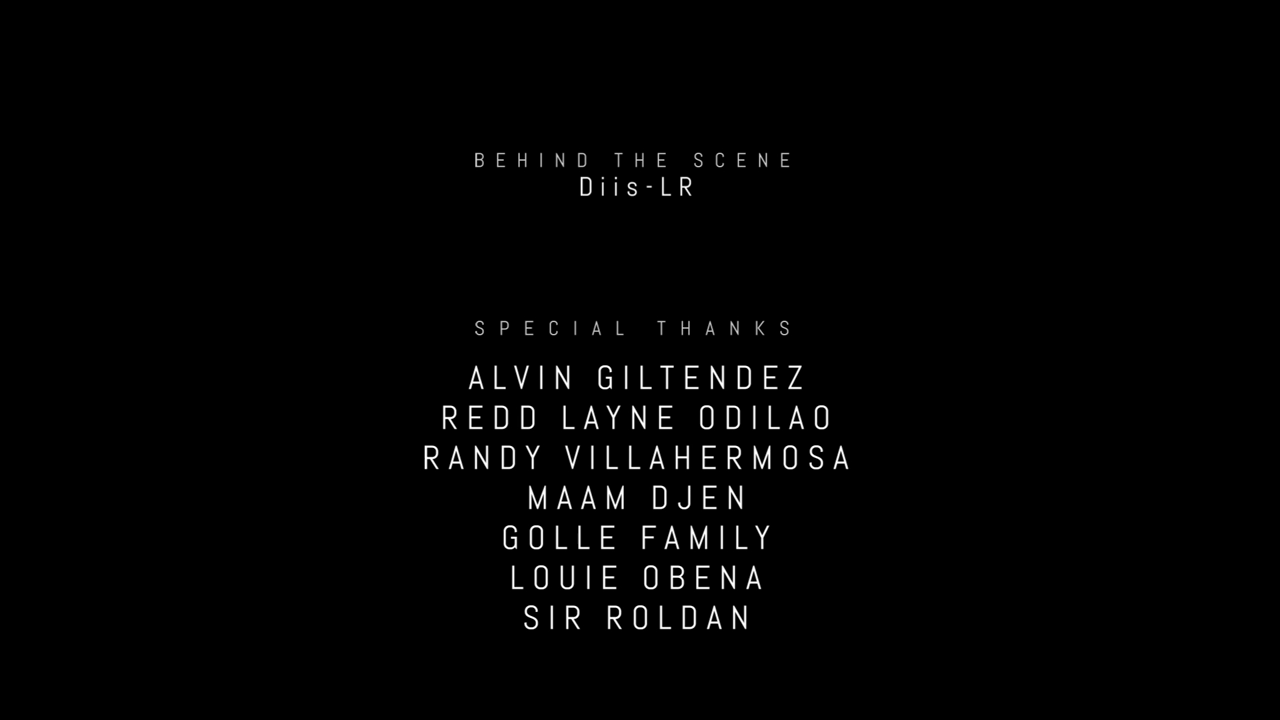 BEHIND THE SCENE
Diis-LR
SPECIAL THANKS
ALVIN GILTENDEZ
REDD LAYNE ODILAO
RANDY VILLAHERMOSA
MAAM DJEN
GOLLE FAMILY
LOUIE OBENA
SIR ROLDAN